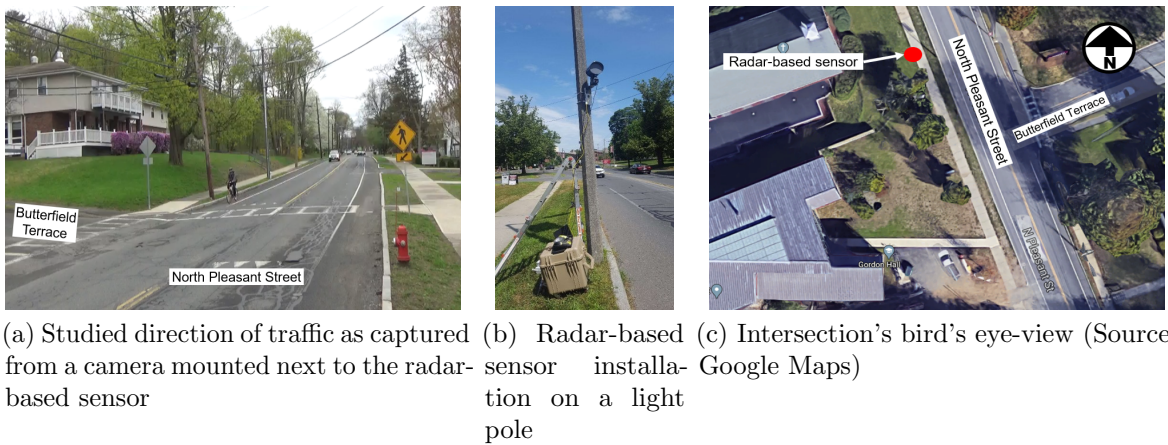 Butterfield
Terrace
North Pleasant Street
Radar-based sensor
North Pleasant Street
Butterfield Terrace
N
N Pleasant St
Gordon Hall
(a) Studied direction of traffic as captured
from a camera mounted next to the radar-
based sensor
(b) Radar-based
sensor installa-
tion on a light
pole
(c) Intersection's bird's eye-view (Source
Google Maps)